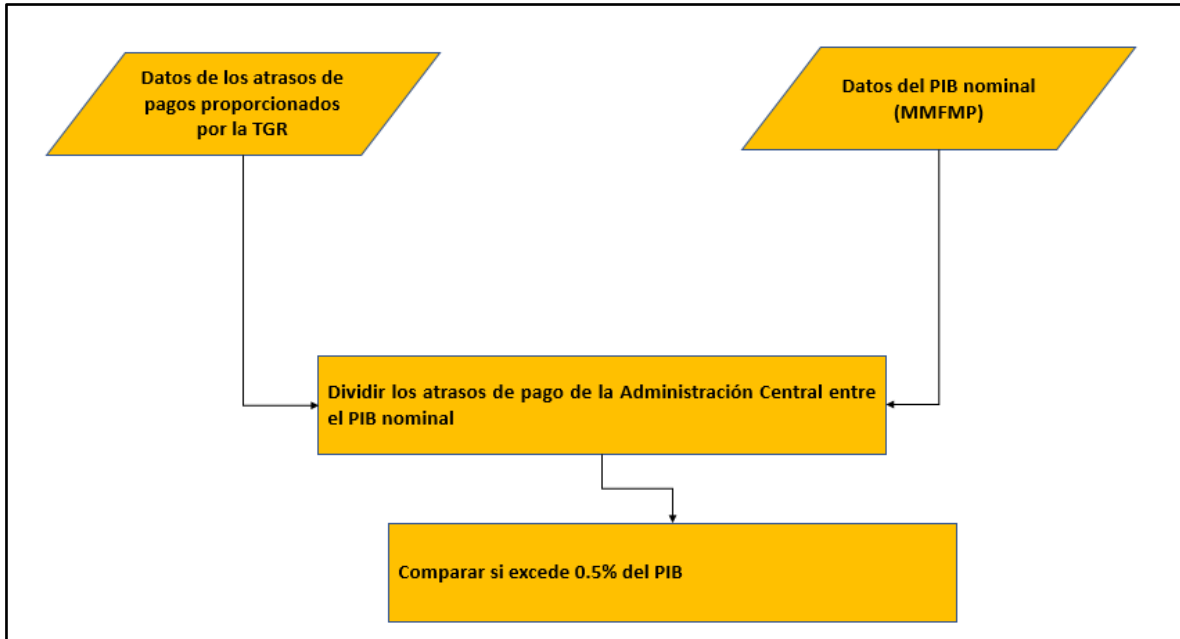 Datos de los atrasos de
pagos proporcionados
por la TGR
Datos del PIB nominal
(MMFMP)
Dividir los atrasos de pago de la Administración Central entre
el PIB nominal
Comparar si excede 0.5% del PIB